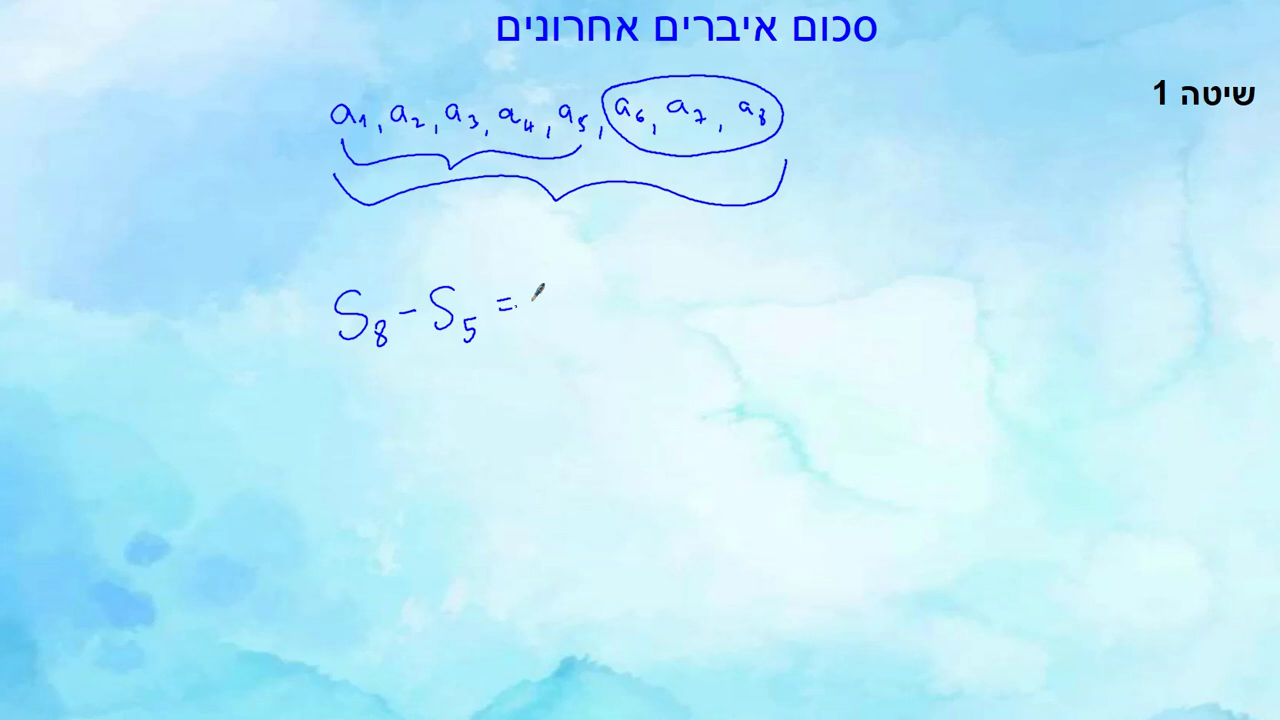 סכום איברים אחרונים
שיטה 1
a₁, a₂, a₃, a₄, a₅, a₆, a₇, a₈
S₈ - S₅ =